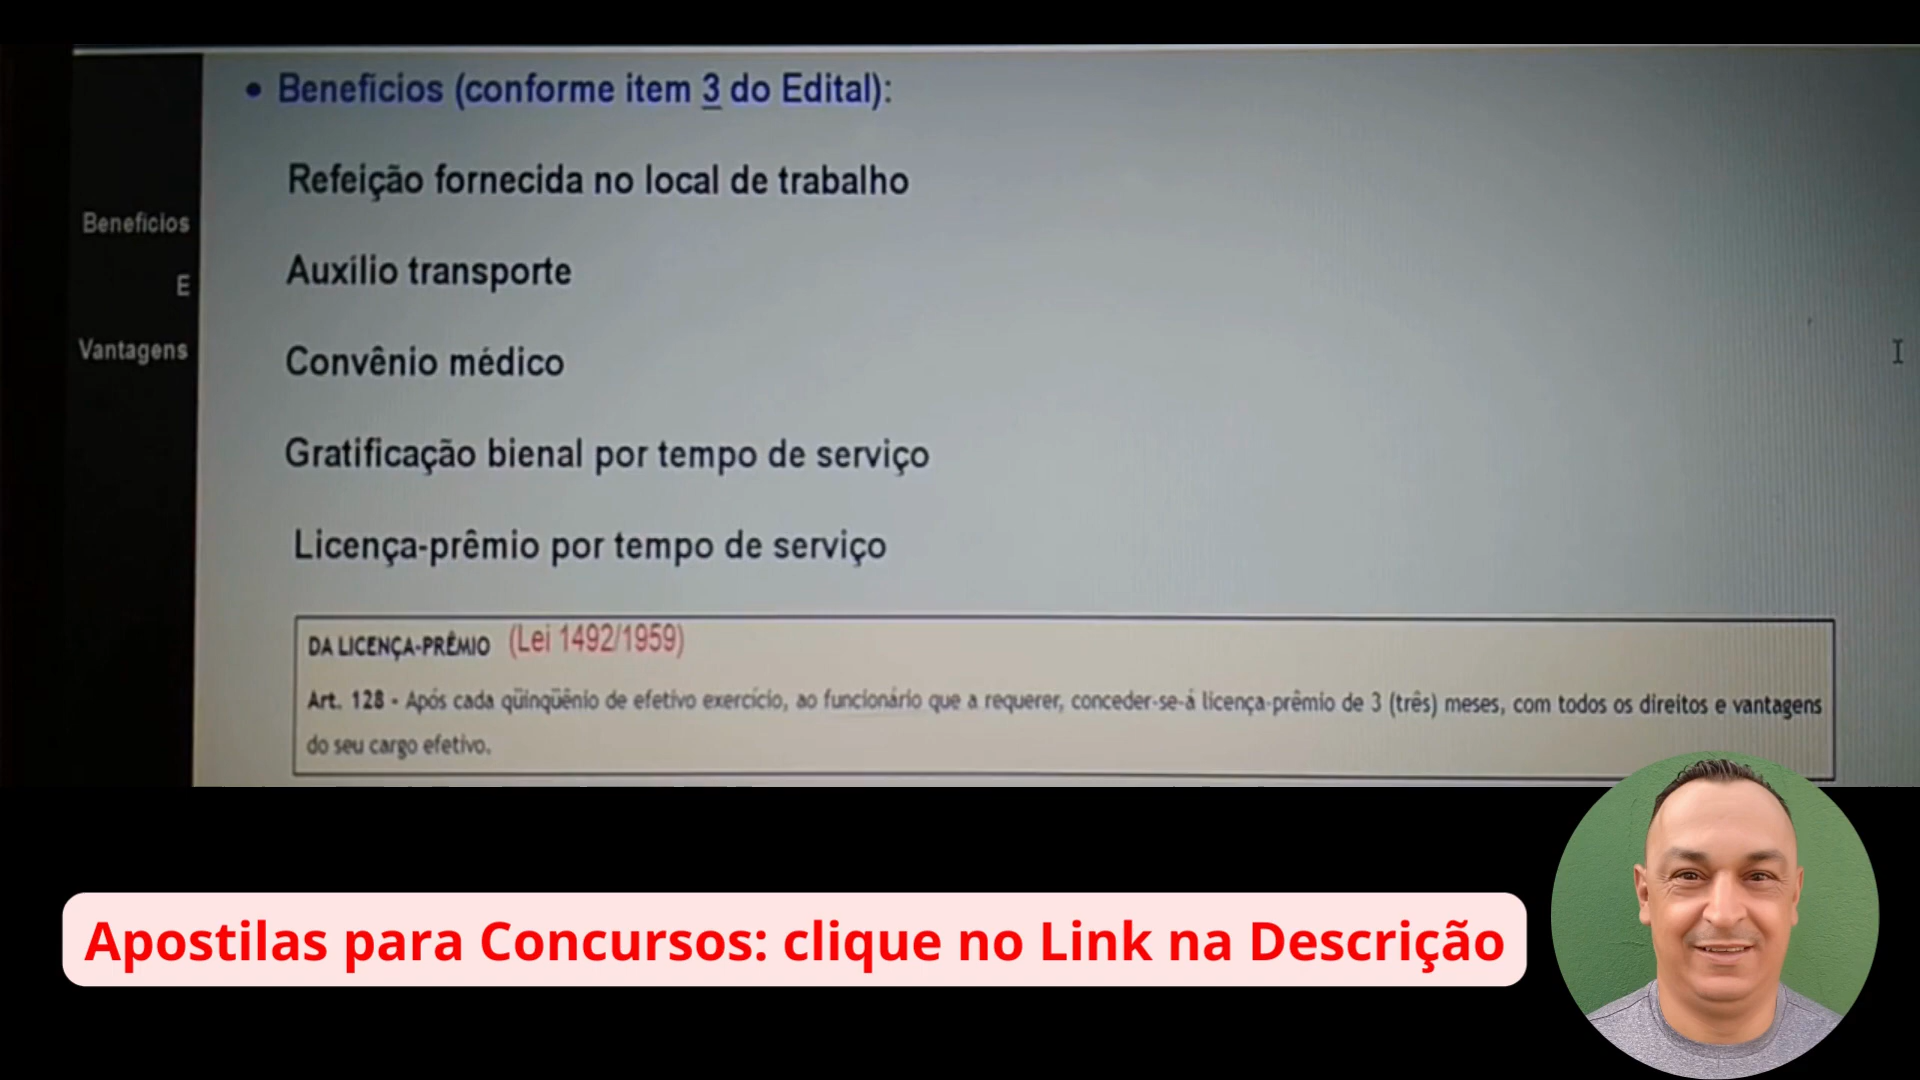 • Benefícios (conforme item 3 do Edital):
Refeição fornecida no local de trabalho
Benefícios
Auxílio transporte
E
Vantagens
Convênio médico
Gratificação bienal por tempo de serviço
Licença-prêmio por tempo de serviço
DA LICENÇA-PRÊMIO (Lei 1492/1959)
Art. 128 - Após cada qüinqüênio de efetivo exercício, ao funcionário que a requerer, conceder-se-á licença-prêmio de 3 (três) meses, com todos os direitos e vantagens
do seu cargo efetivo.
Apostilas para Concursos: clique no Link na Descrição